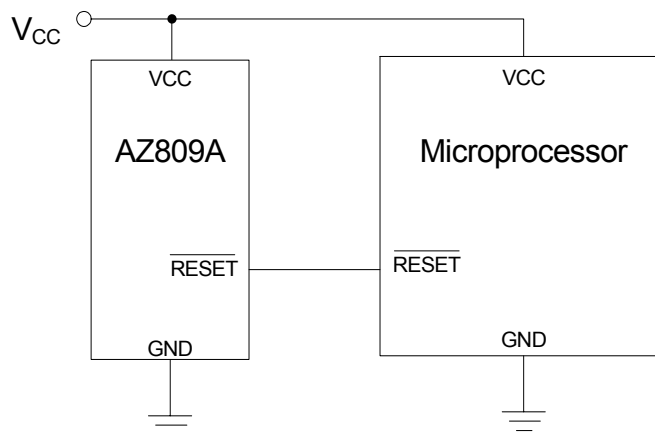 VCC
VCC
VCC
AZ809A
Microprocessor
RESET
RESET
GND
GND